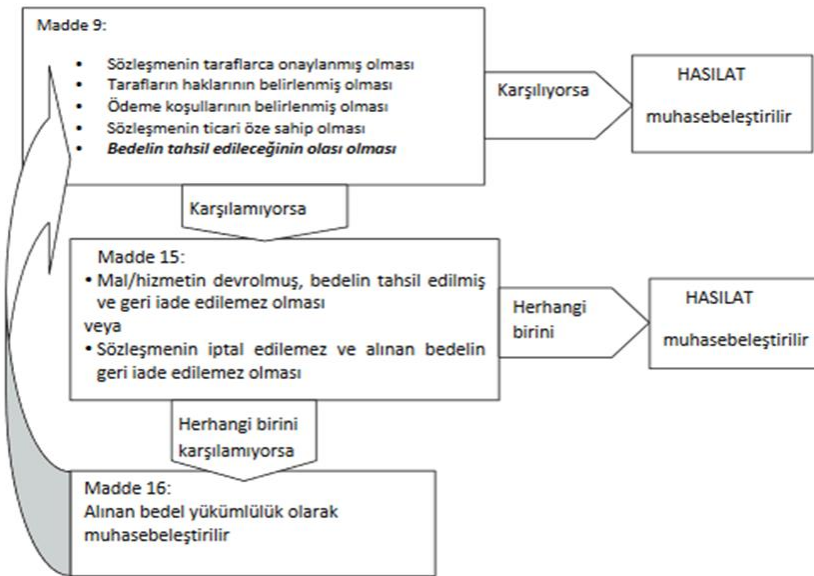 Madde 9:
• Sözleşmenin taraflarca onaylanmış olması
• Tarafların haklarının belirlenmiş olması
• Ödeme koşullarının belirlenmiş olması
• Sözleşmenin ticari öze sahip olması
• Bedelin tahsil edileceğinin olası olması
Karşılıyorsa
HASILAT
muhasebeleştirilir
Karşılamıyorsa
Madde 15:
• Mal/hizmetin devrolmuş, bedelin tahsil edilmiş
ve geri iade edilemez olması
veya
• Sözleşmenin iptal edilemez ve alınan bedelin
geri iade edilemez olması
Herhangi
birini
HASILAT
muhasebeleştirilir
Herhangi birini
karşılamıyorsa
Madde 16:
Alınan bedel yükümlülük olarak
muhasebeleştirilir